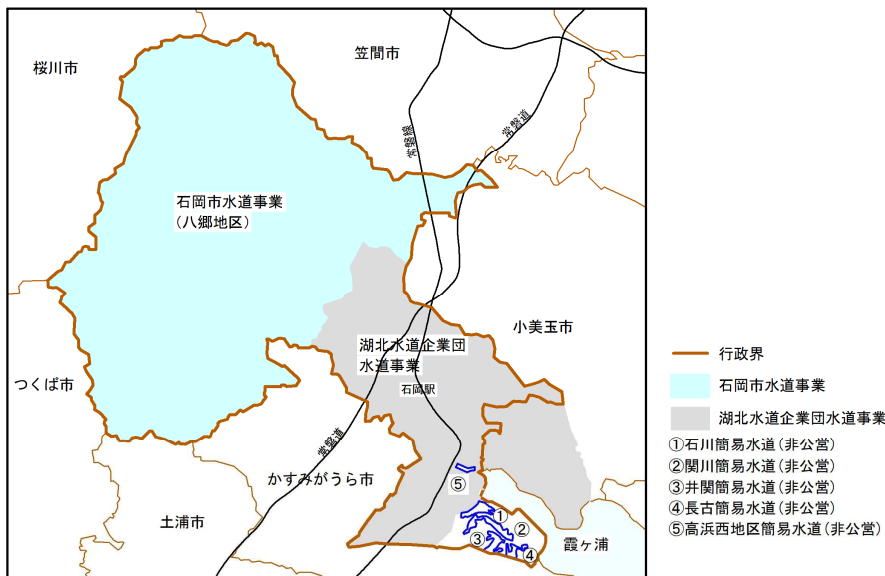 桜川市
笠間市
常磐線
常磐道
石岡市水道事業
(八郷地区)
小美玉市
湖北水道企業団
水道事業
石岡駅
つくば市
常磐道
かすみがうら市
土浦市
⑤
①
②
③
④
霞ヶ浦
行政界
石岡市水道事業
湖北水道企業団水道事業
①石川簡易水道(非公営)
②関川簡易水道(非公営)
③井関簡易水道(非公営)
④長古簡易水道(非公営)
⑤高浜西地区簡易水道(非公営)